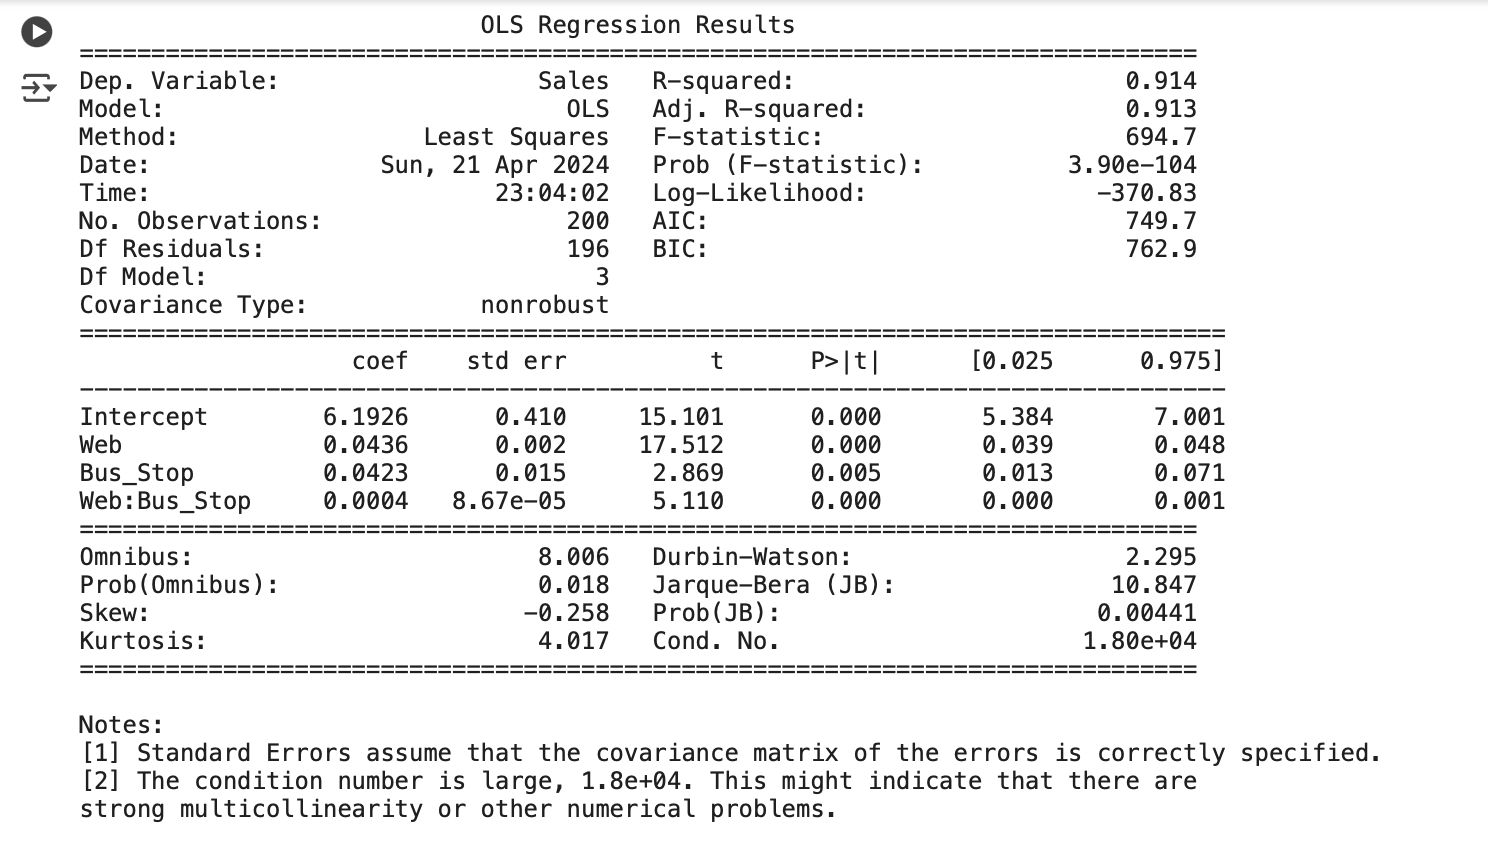 OLS Regression Results
==============================================================================
Dep. Variable:                  Sales   R-squared:                       0.914
Model:                            OLS   Adj. R-squared:                  0.913
Method:                 Least Squares   F-statistic:                     694.7
Date:                Sun, 21 Apr 2024   Prob (F-statistic):          3.90e-104
Time:                        23:04:02   Log-Likelihood:                -370.83
No. Observations:                 200   AIC:                             749.7
Df Residuals:                     196   BIC:                             762.9
Df Model:                           3
Covariance Type:            nonrobust
================================================================================
                   coef    std err          t      P>|t|      [0.025      0.975]
--------------------------------------------------------------------------------
Intercept        6.1926      0.410     15.101      0.000       5.384       7.001
Web              0.0436      0.002     17.512      0.000       0.039       0.048
Bus_Stop         0.0423      0.015      2.869      0.005       0.013       0.071
Web:Bus_Stop     0.0004   8.67e-05      5.110      0.000       0.000       0.001
==============================================================================
Omnibus:                        8.006   Durbin-Watson:                   2.295
Prob(Omnibus):                  0.018   Jarque-Bera (JB):               10.847
Skew:                          -0.258   Prob(JB):                      0.00441
Kurtosis:                       4.017   Cond. No.                     1.80e+04
==============================================================================
Notes:
[1] Standard Errors assume that the covariance matrix of the errors is correctly specified.
[2] The condition number is large, 1.8e+04. This might indicate that there are
strong multicollinearity or other numerical problems.